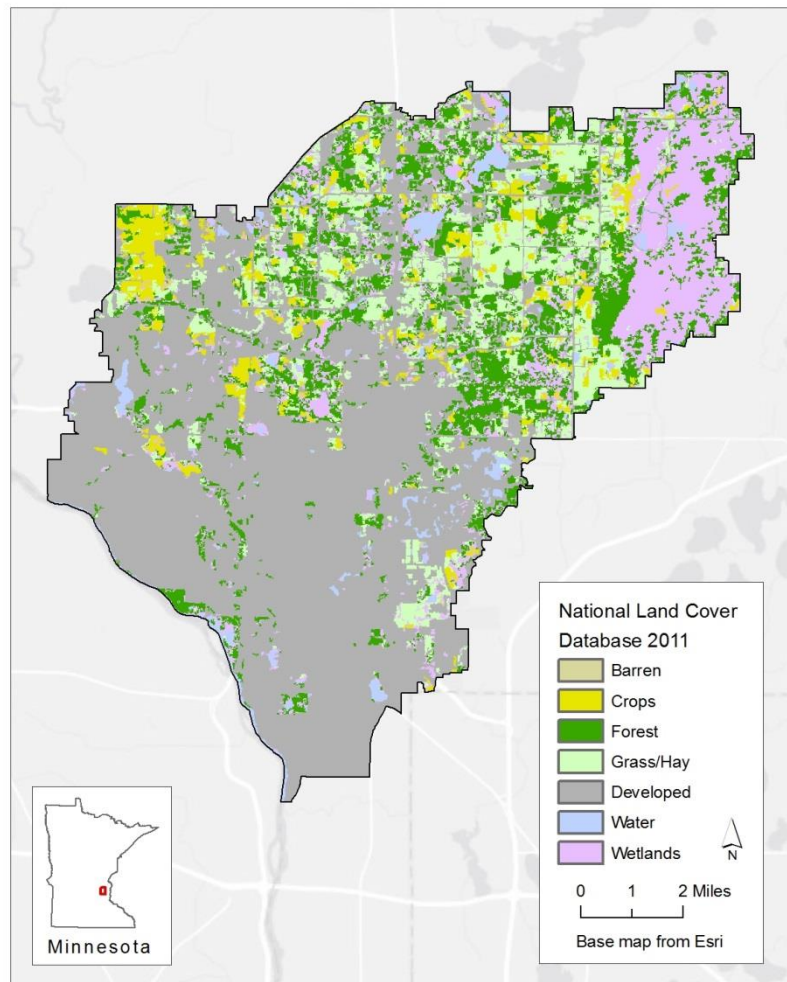 National Land Cover
Database 2011
Barren
Crops
Forest
Grass/Hay
Developed
Water
Wetlands
N
0 1 2 Miles
Base map from Esri
Minnesota